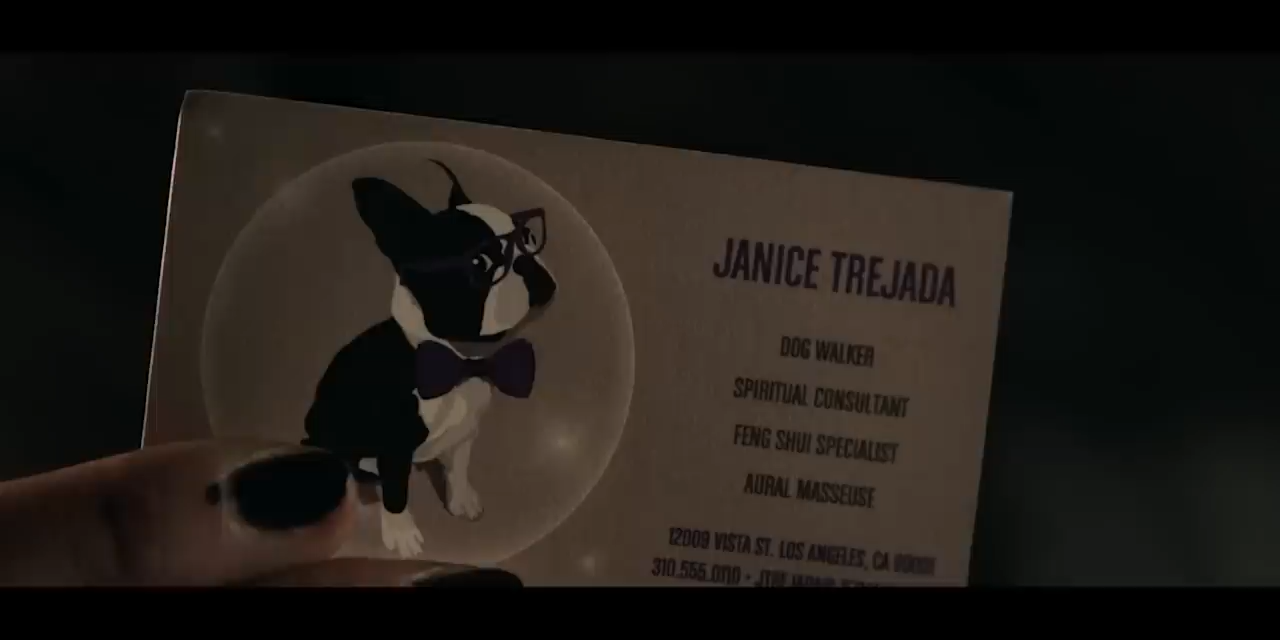 JANICE TREJADA
DOG WALKER
SPIRITUAL CONSULTANT
FENG SHUI SPECIALIST
AURAL MASSEUSE
12009 VISTA ST. LOS ANGELES, CA
310.555.0110 •